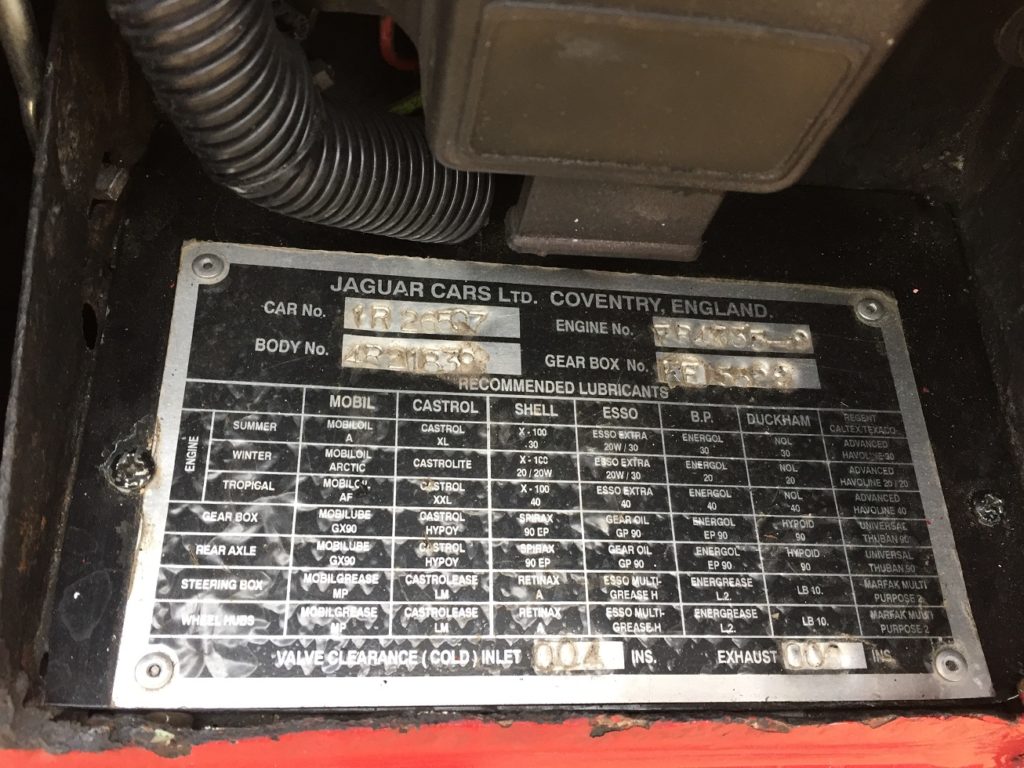 JAGUAR CARS LTD. COVENTRY, ENGLAND.
CAR No. 1R 26507 ENGINE No.
BODY No. 4R21839 GEAR BOX No.
RECOMMENDED LUBRICANTS
MOBIL CASTROL SHELL ESSO B.P. DUCKHAM REGENT CALTEX/TEXACO
ENGINE
SUMMER MOBILOIL A CASTROL XL X - 100 30 ESSO EXTRA 20W / 30 ENERGOL 30 NOL 30 ADVANCED HAVOLINE 30
WINTER MOBILOIL ARCTIC CASTROLITE X - 100 20 / 20W ESSO EXTRA 20W / 30 ENERGOL 20 NOL 20 ADVANCED HAVOLINE 20 / 20
TROPICAL MOBILOIL AF CASTROL XXL X - 100 40 ESSO EXTRA 40 ENERGOL 40 NOL 40 ADVANCED HAVOLINE 40
GEAR BOX MOBILUBE GX90 CASTROL HYPOY SPIRAX 90 EP GEAR OIL GP 90 ENERGOL EP 90 HYPOID 90 UNIVERSAL THUBAN 90
REAR AXLE MOBILUBE GX90 CASTROL HYPOY SPIRAX 90 EP GEAR OIL GP 90 ENERGOL EP 90 HYPOID 90 UNIVERSAL THUBAN 90
STEERING BOX MOBILGREASE MP CASTROLEASE LM RETINAX A ESSO MULTI-GREASE H ENERGREASE L.2. LB 10. MARFAK MULTI PURPOSE 2
WHEEL HUBS MOBILGREASE MP CASTROLEASE LM RETINAX A ESSO MULTI-GREASE H ENERGREASE L.2. LB 10. MARFAK MULTI PURPOSE 2
VALVE CLEARANCE ( COLD ) INLET 004 INS. EXHAUST 006 INS.